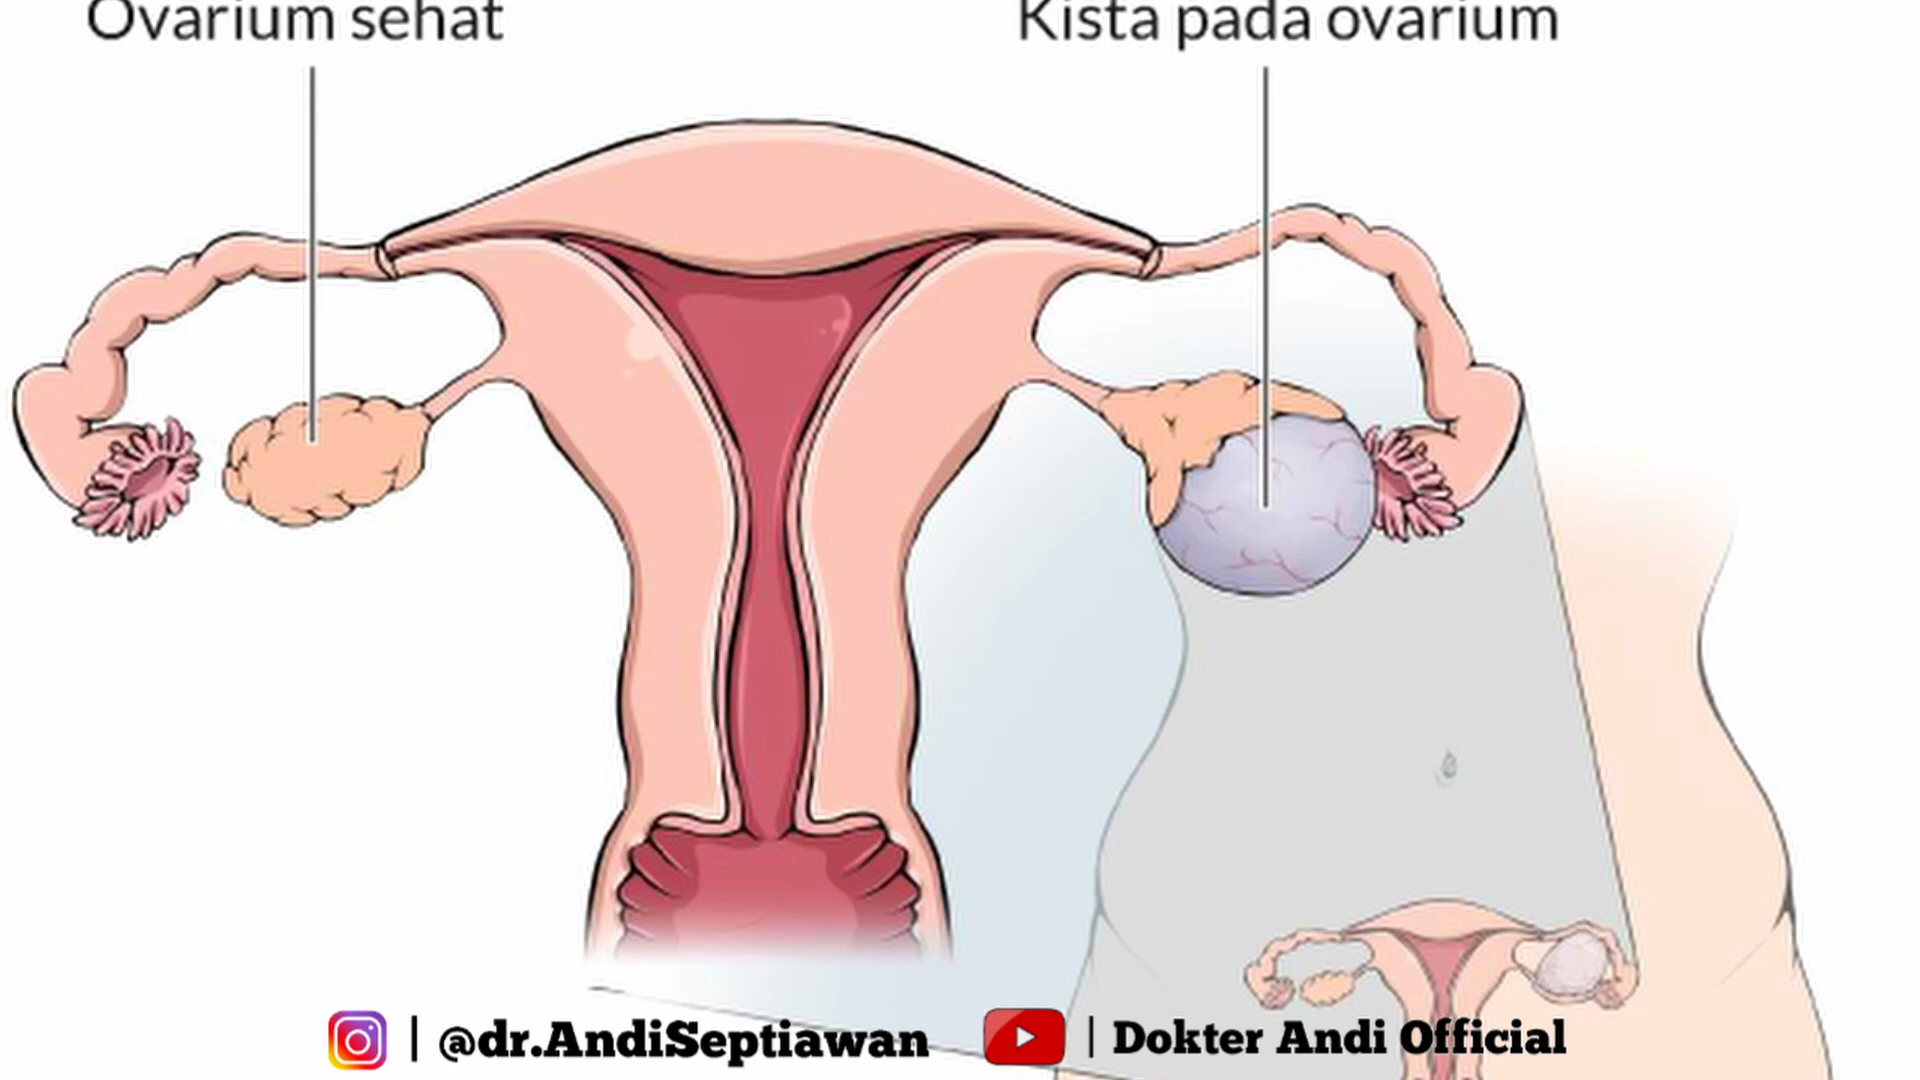 Ovarium sehat
Kista pada ovarium
| @dr.AndiSeptiawan
| Dokter Andi Official